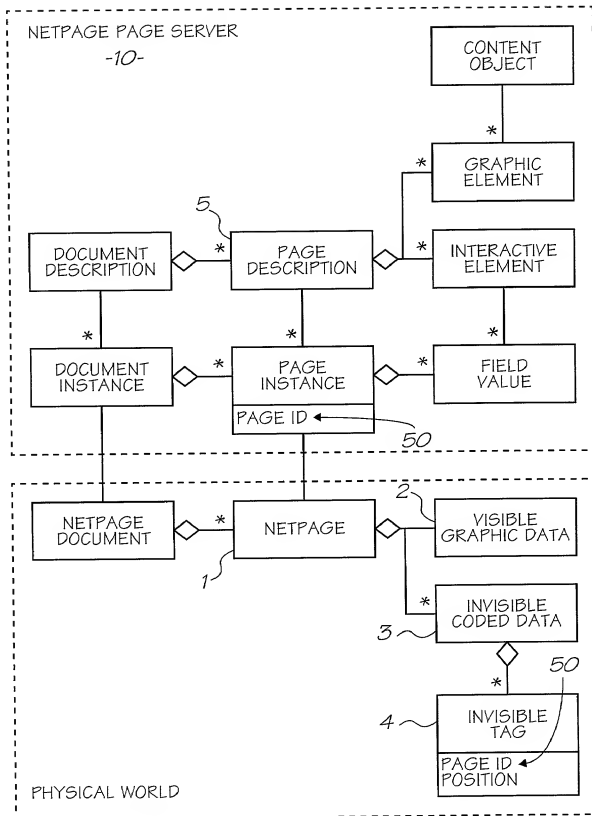 NETPAGE PAGE SERVER
-10-
CONTENT
OBJECT
*
*
GRAPHIC
ELEMENT
5
DOCUMENT
DESCRIPTION
*
PAGE
DESCRIPTION
*
INTERACTIVE
ELEMENT
*
*
*
DOCUMENT
INSTANCE
*
PAGE
INSTANCE
*
FIELD
VALUE
PAGE ID
50
NETPAGE
DOCUMENT
*
NETPAGE
1
2
VISIBLE
GRAPHIC DATA
*
INVISIBLE
CODED DATA
3
*
50
4
INVISIBLE
TAG
PAGE ID
POSITION
PHYSICAL WORLD